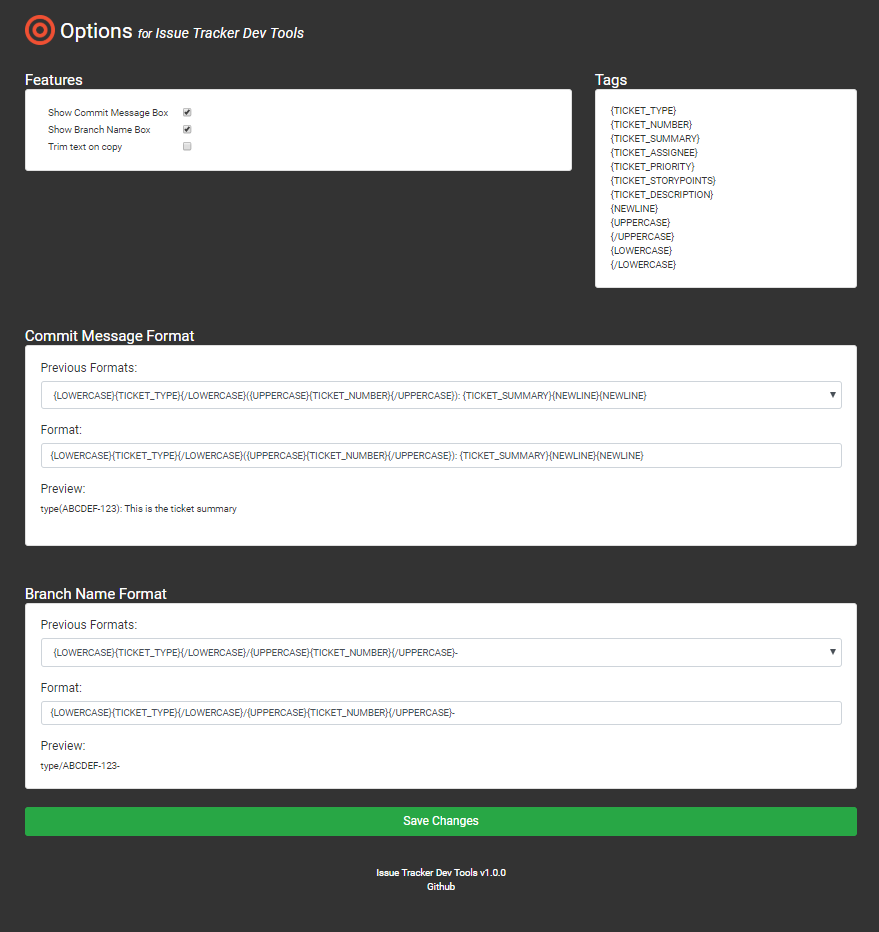 Options for Issue Tracker Dev Tools
Features
Show Commit Message Box
Show Branch Name Box
Trim text on copy
Tags
{TICKET_TYPE}
{TICKET_NUMBER}
{TICKET_SUMMARY}
{TICKET_ASSIGNEE}
{TICKET_PRIORITY}
{TICKET_STORYPOINTS}
{TICKET_DESCRIPTION}
{NEWLINE}
{UPPERCASE}
{/UPPERCASE}
{LOWERCASE}
{/LOWERCASE}
Commit Message Format
Previous Formats:
{LOWERCASE}{TICKET_TYPE}{/LOWERCASE}({UPPERCASE}{TICKET_NUMBER}{/UPPERCASE}): {TICKET_SUMMARY}{NEWLINE}{NEWLINE}
Format:
{LOWERCASE}{TICKET_TYPE}{/LOWERCASE}({UPPERCASE}{TICKET_NUMBER}{/UPPERCASE}): {TICKET_SUMMARY}{NEWLINE}{NEWLINE}
Preview:
type(ABCDEF-123): This is the ticket summary
Branch Name Format
Previous Formats:
{LOWERCASE}{TICKET_TYPE}{/LOWERCASE}/{UPPERCASE}{TICKET_NUMBER}{/UPPERCASE}-
Format:
{LOWERCASE}{TICKET_TYPE}{/LOWERCASE}/{UPPERCASE}{TICKET_NUMBER}{/UPPERCASE}-
Preview:
type/ABCDEF-123-
Save Changes
Issue Tracker Dev Tools v1.0.0
Github